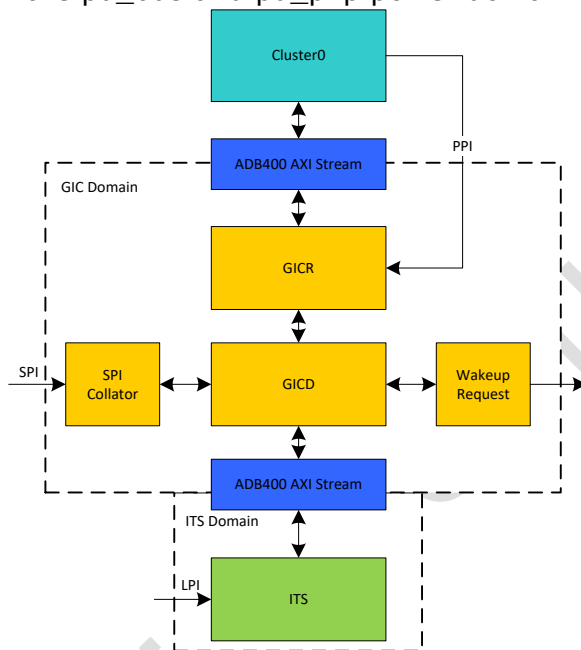 Cluster0
PPI
ADB400 AXI Stream
GIC Domain
GICR
SPI
SPI
Collator
GICD
Wakeup
Request
ADB400 AXI Stream
ITS Domain
LPI
ITS